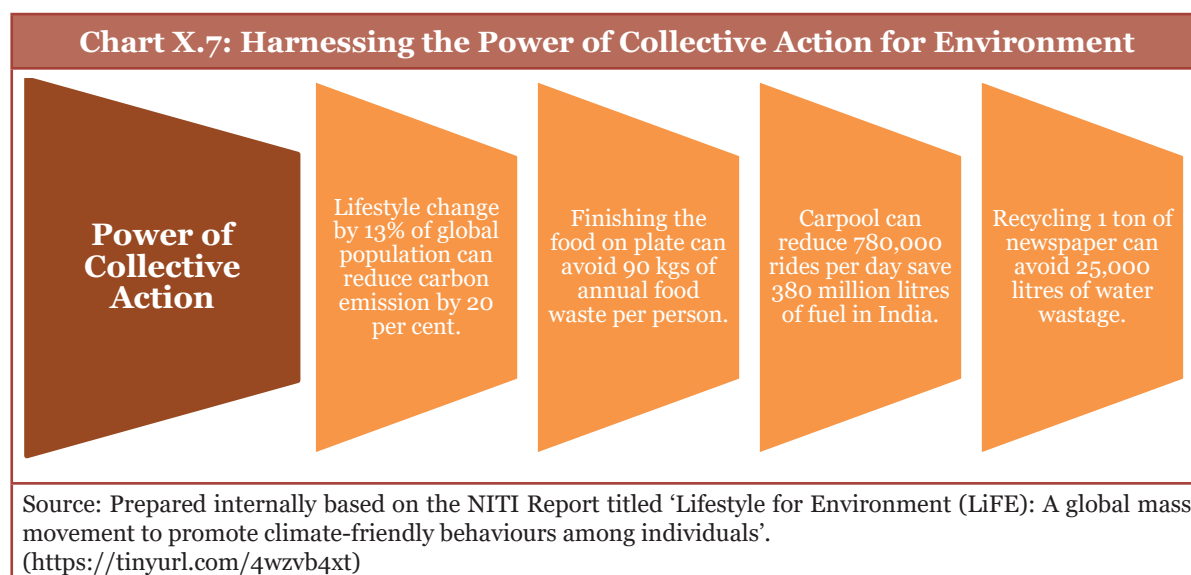 Chart X.7: Harnessing the Power of Collective Action for Environment
Power of
Collective
Action
Lifestyle change
by 13% of global
population can
reduce carbon
emission by 20
per cent.
Finishing the
food on plate can
avoid 90 kgs of
annual food
waste per person.
Carpool can
reduce 780,000
rides per day save
380 million litres
of fuel in India.
Recycling 1 ton of
newspaper can
avoid 25,000
litres of water
wastage.
Source: Prepared internally based on the NITI Report titled ‘Lifestyle for Environment (LiFE): A global mass
movement to promote climate-friendly behaviours among individuals’.
(https://tinyurl.com/4wzvb4xt)